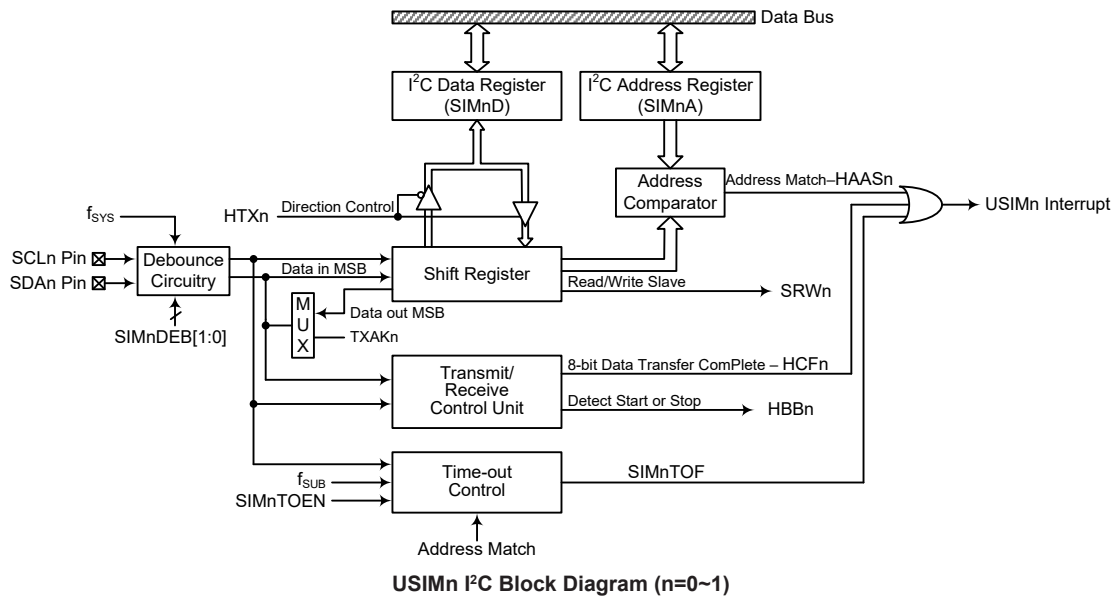 Data Bus
I²C Data Register
(SIMnD)
I²C Address Register
(SIMnA)
Address
Comparator
Address Match–HAASn
USIMn Interrupt
HTXn
Direction Control
fSYS
SCLn Pin
SDAn Pin
Debounce
Circuitry
SIMnDEB[1:0]
Data in MSB
Shift Register
Read/Write Slave
SRWn
M
U
X
Data out MSB
TXAKn
Transmit/
Receive
Control Unit
8-bit Data Transfer ComPlete – HCFn
Detect Start or Stop
HBBn
fSUB
SIMnTOEN
Time-out
Control
SIMnTOF
Address Match
USIMn I²C Block Diagram (n=0~1)